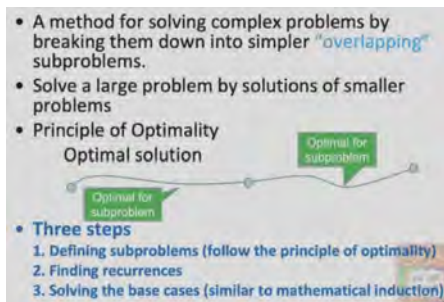 • A method for solving complex problems by
breaking them down into simpler "overlapping"
subproblems.
• Solve a large problem by solutions of smaller
problems
• Principle of Optimality
Optimal solution
Optimal for
subproblem
Optimal for
subproblem
• Three steps
1. Defining subproblems (follow the principle of optimality)
2. Finding recurrences
3. Solving the base cases (similar to mathematical induction)